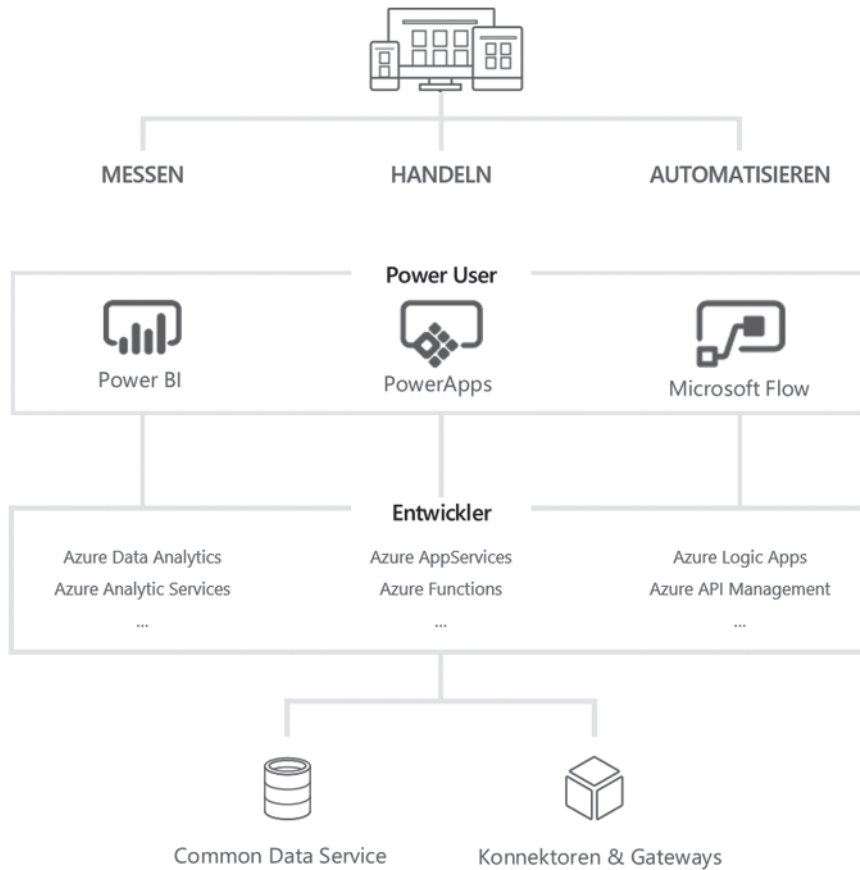 MESSEN
HANDELN
AUTOMATISIEREN
Power User
Power BI
PowerApps
Microsoft Flow
Entwickler
Azure Data Analytics
Azure AppServices
Azure Logic Apps
Azure Analytic Services
Azure Functions
Azure API Management
...
...
...
Common Data Service
Konnektoren & Gateways